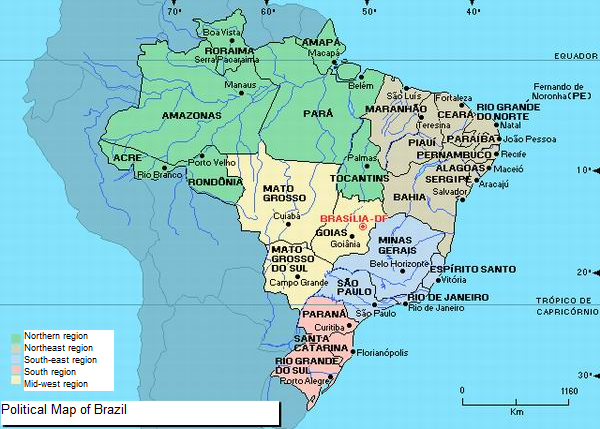 70° 60° 50° 40°
Boa Vista
RORAIMA
Serra Pacaraima
AMAPÁ
Macapá
EQUADOR 0°
Manaus
Belém
São Luís
Fernando de
Noronha(PE)
AMAZONAS
PARÁ
MARANHÃO
Teresina
Fortaleza
CEARÁ
RIO GRANDE
DO NORTE
Natal
PIAUÍ
PARAÍBA
João Pessoa
ACRE
Rio Branco
Porto Velho
RONDÔNIA
Palmas
TOCANTINS
PERNAMBUCO
Recife
ALAGOAS
Maceió
10°
SERGIPE
Aracajú
MATO
GROSSO
Cuiabá
BAHIA
Salvador
BRASÍLIA-DF
GOIAS
Goiânia
MINAS
GERAIS
Belo Horizonte
MATO
GROSSO
DO SUL
Campo Grande
ESPÍRITO SANTO
Vitória
20°
SÃO
PAULO
São Paulo
RIO DE JANEIRO
Rio de Janeiro
TRÓPICO DE
CAPRICÓRNIO
PARANÁ
Curitiba
SANTA
CATARINA
Florianópolis
RIO GRANDE
DO SUL
Porto Alegre
30°
Northern region
Northeast region
South-east region
South region
Mid-west region
0 1160
Km
Political Map of Brazil